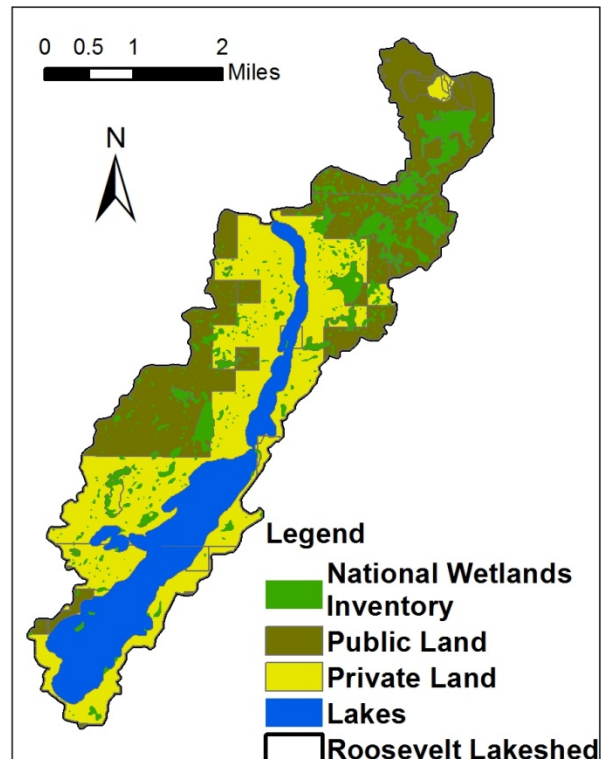 0 0.5 1 2
Miles
N
Legend
National Wetlands
Inventory
Public Land
Private Land
Lakes
Roosevelt Lakeshed